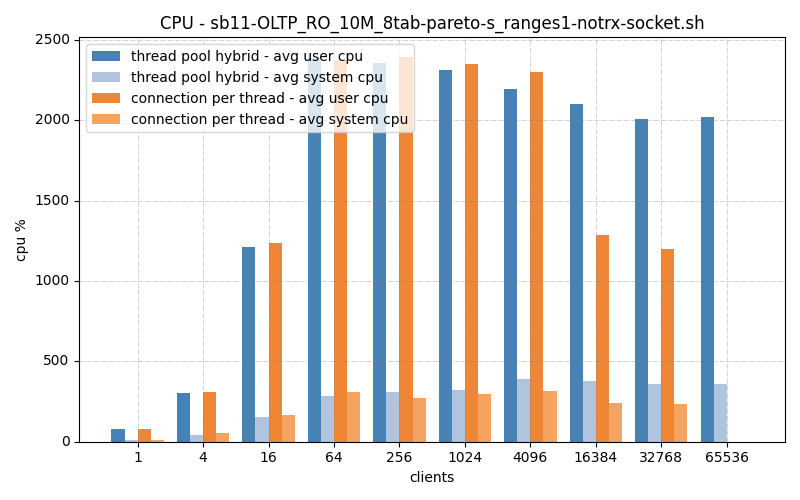 CPU - sb11-OLTP_RO_10M_8tab-pareto-s_ranges1-notrx-socket.sh
thread pool hybrid - avg user cpu
thread pool hybrid - avg system cpu
connection per thread - avg user cpu
connection per thread - avg system cpu
cpu %
2500
2000
1500
1000
500
0
1 4 16 64 256 1024 4096 16384 32768 65536
clients